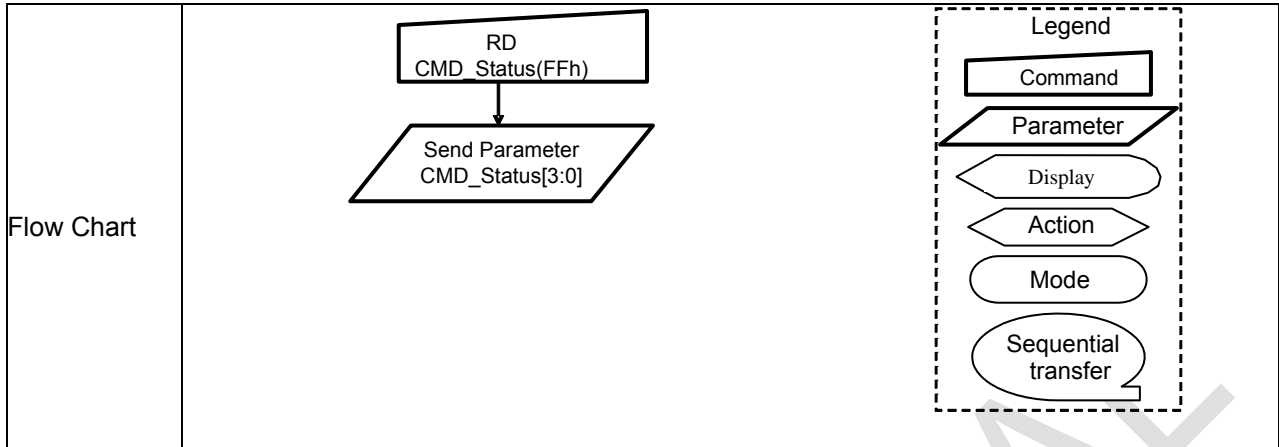 Flow Chart
RD
CMD_Status(FFh)
Send Parameter
CMD_Status[3:0]
Legend
Command
Parameter
Display
Action
Mode
Sequential
transfer